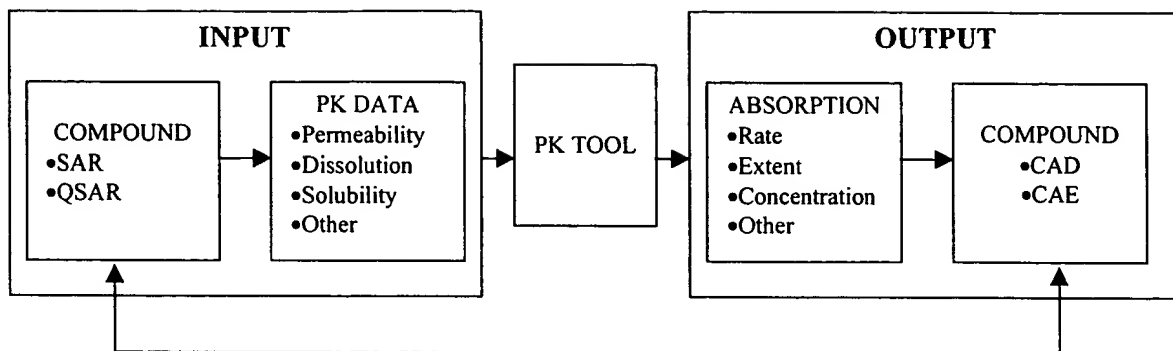 INPUT
COMPOUND
•SAR
•QSAR
PK DATA
•Permeability
•Dissolution
•Solubility
•Other
PK TOOL
OUTPUT
ABSORPTION
•Rate
•Extent
•Concentration
•Other
COMPOUND
•CAD
•CAE